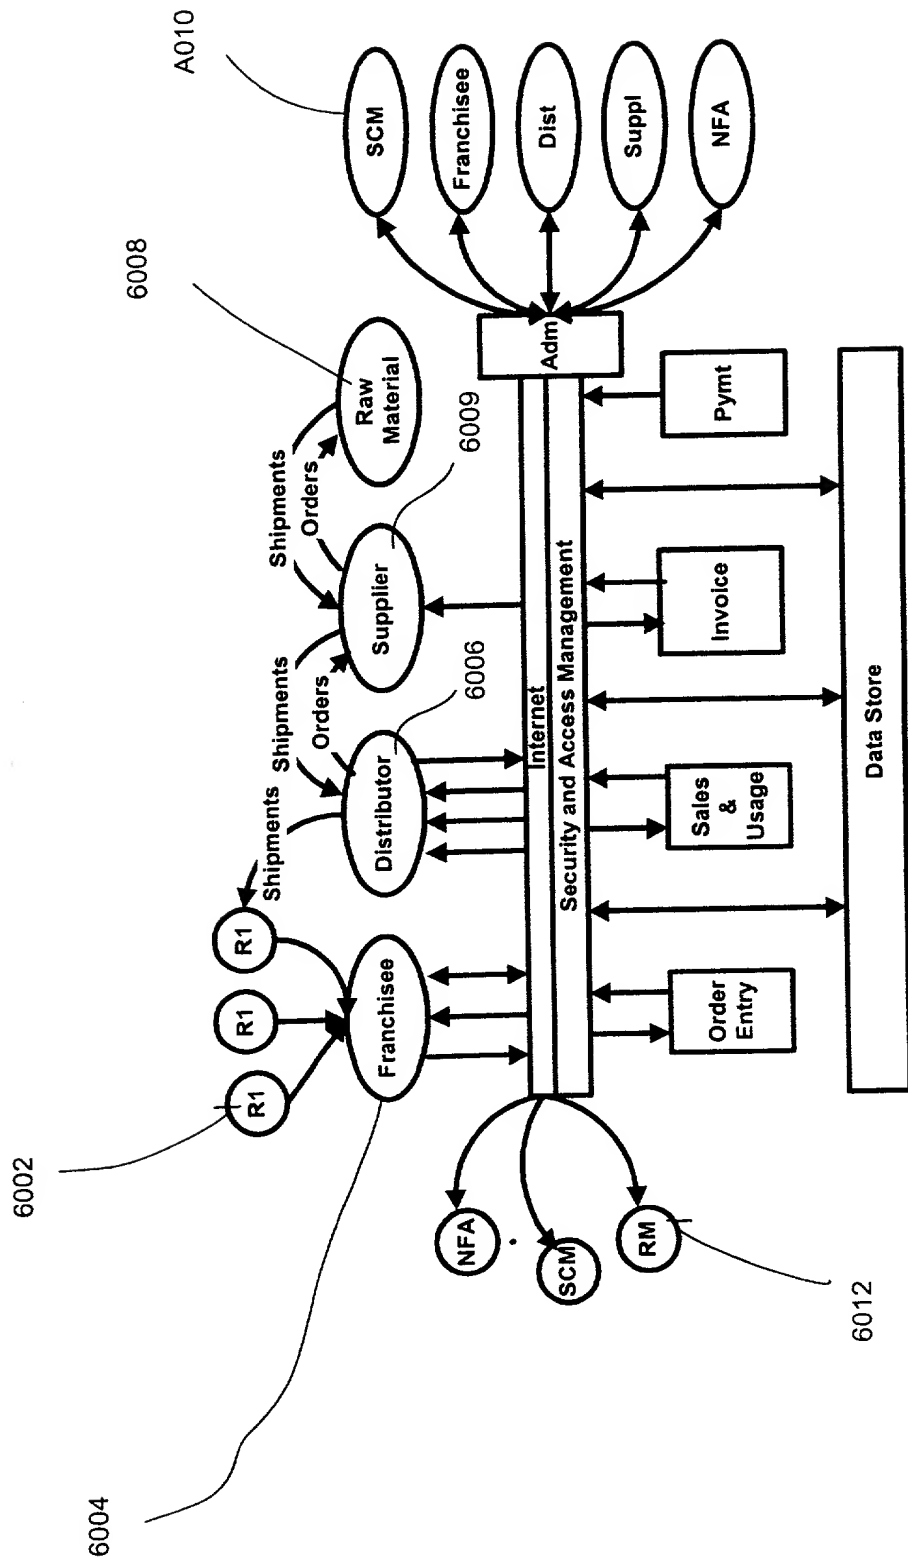 6004
6002
6012
A010
6008
6009
6006
R1
R1
R1
Shipments
Shipments
Orders
Shipments
Orders
Franchisee
Distributor
Supplier
Raw
Material
NFA
SCM
RM
Internet
Security and Access Management
Adm
SCM
Franchisee
Dist
Suppl
NFA
Order
Entry
Sales
&
Usage
Invoice
Pymt
Data Store